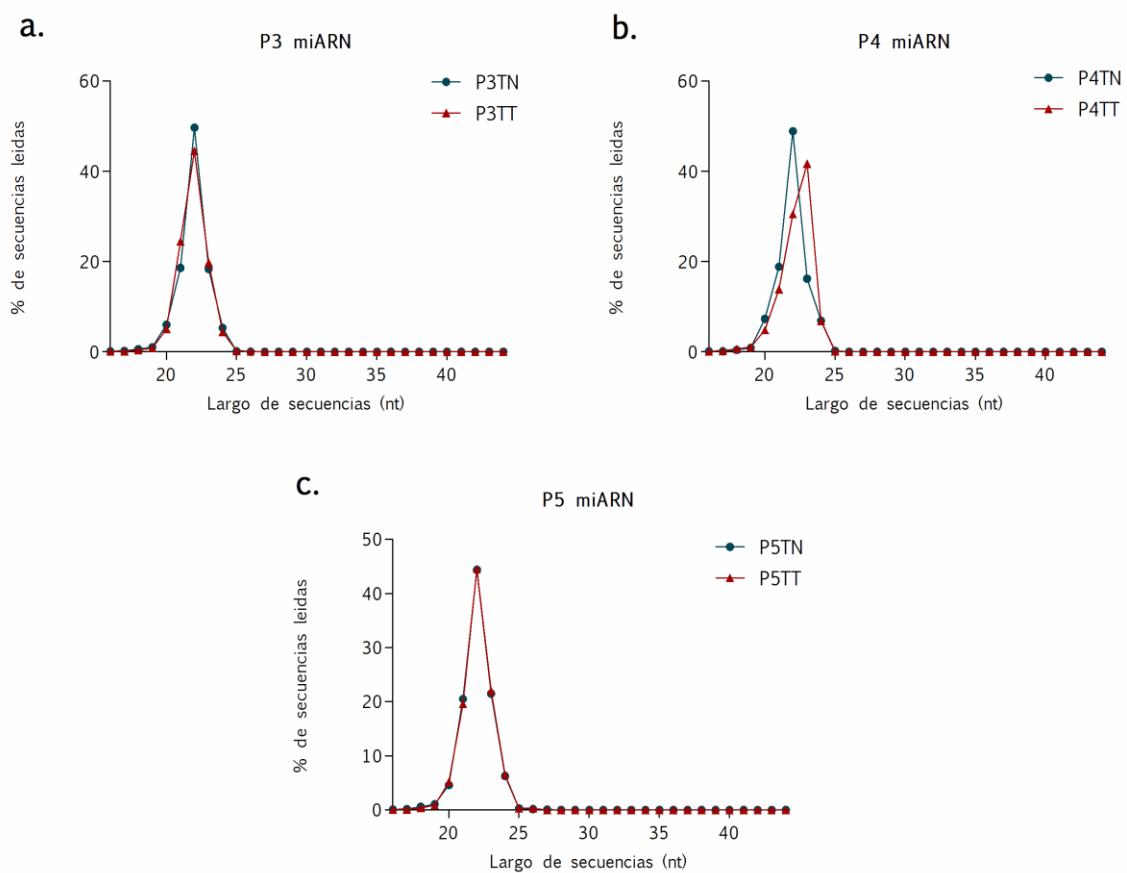 a.
P3 miARN
P3TN
P3TT
% de secuencias leidas
60
40
20
0
20 25 30 35 40
Largo de secuencias (nt)
b.
P4 miARN
P4TN
P4TT
% de secuencias leidas
60
40
20
0
20 25 30 35 40
Largo de secuencias (nt)
c.
P5 miARN
P5TN
P5TT
% de secuencias leidas
50
40
30
20
10
0
20 25 30 35 40
Largo de secuencias (nt)